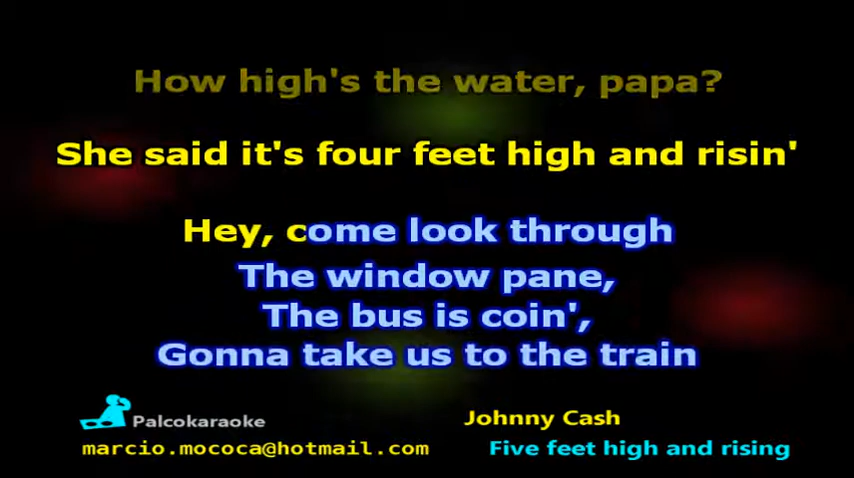 How high's the water, papa?
She said it's four feet high and risin'
Hey, come look through
The window pane,
The bus is coin',
Gonna take us to the train
Palcokaraoke
Johnny Cash
marcio.mococa@hotmail.com
Five feet high and rising